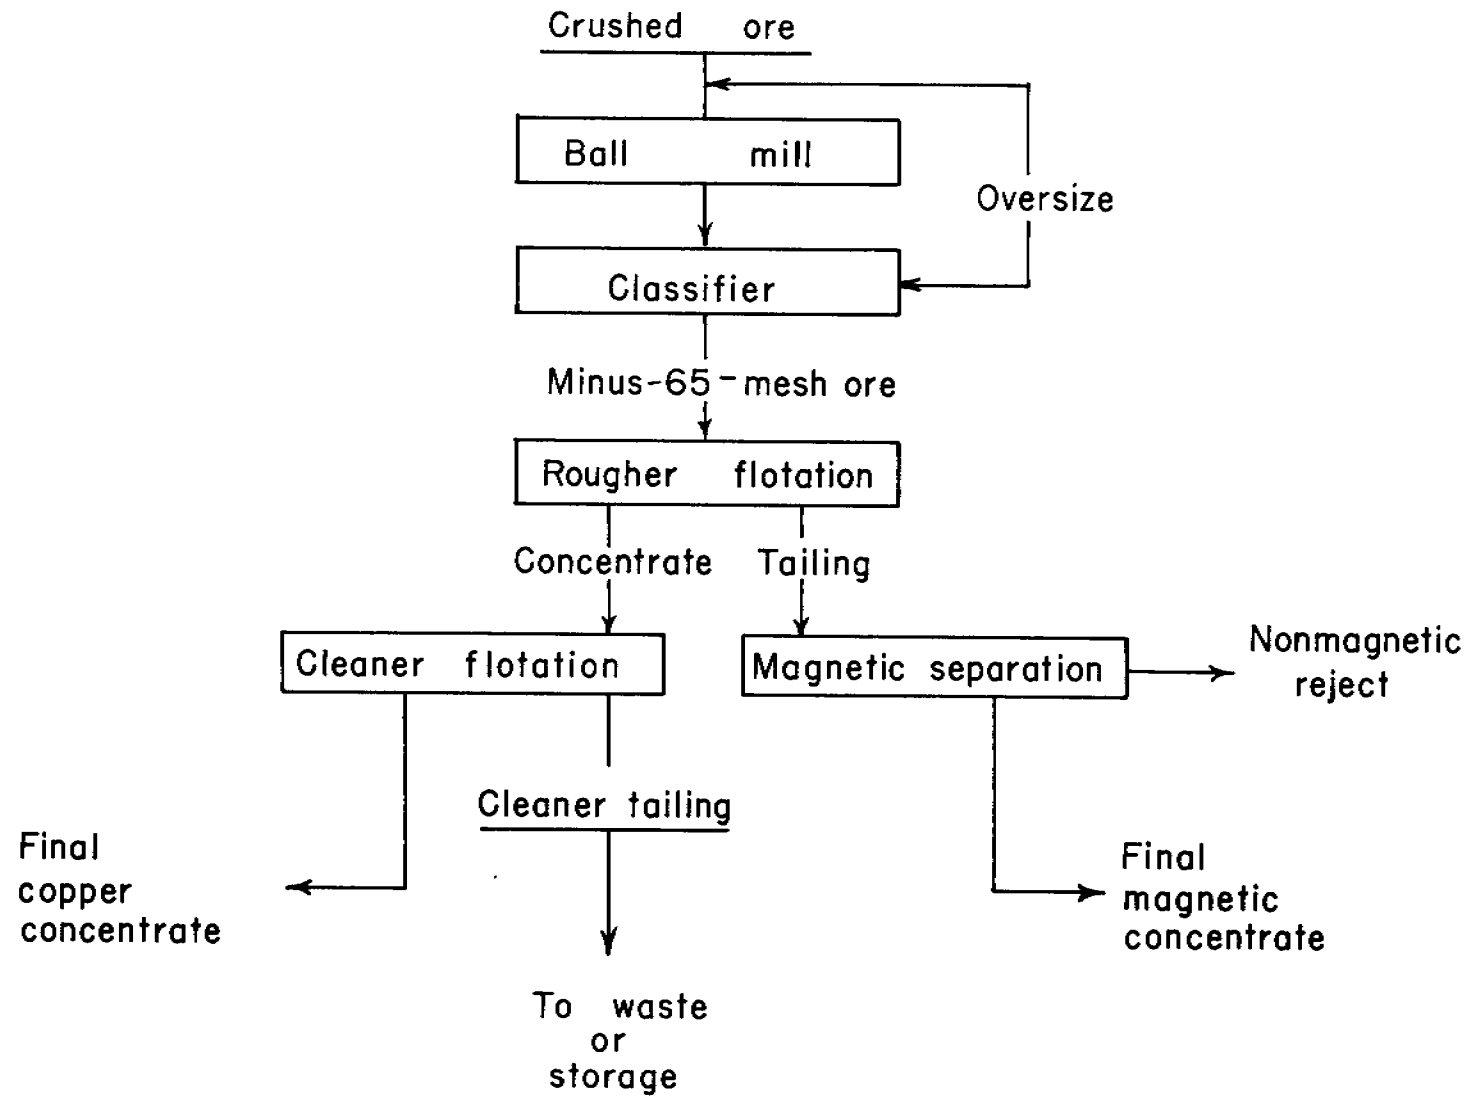 Crushed ore
Ball mill
Oversize
Classifier
Minus-65-mesh ore
Rougher flotation
Concentrate
Tailing
Cleaner flotation
Magnetic separation
Nonmagnetic
reject
Cleaner tailing
Final
copper
concentrate
Final
magnetic
concentrate
To waste
or
storage